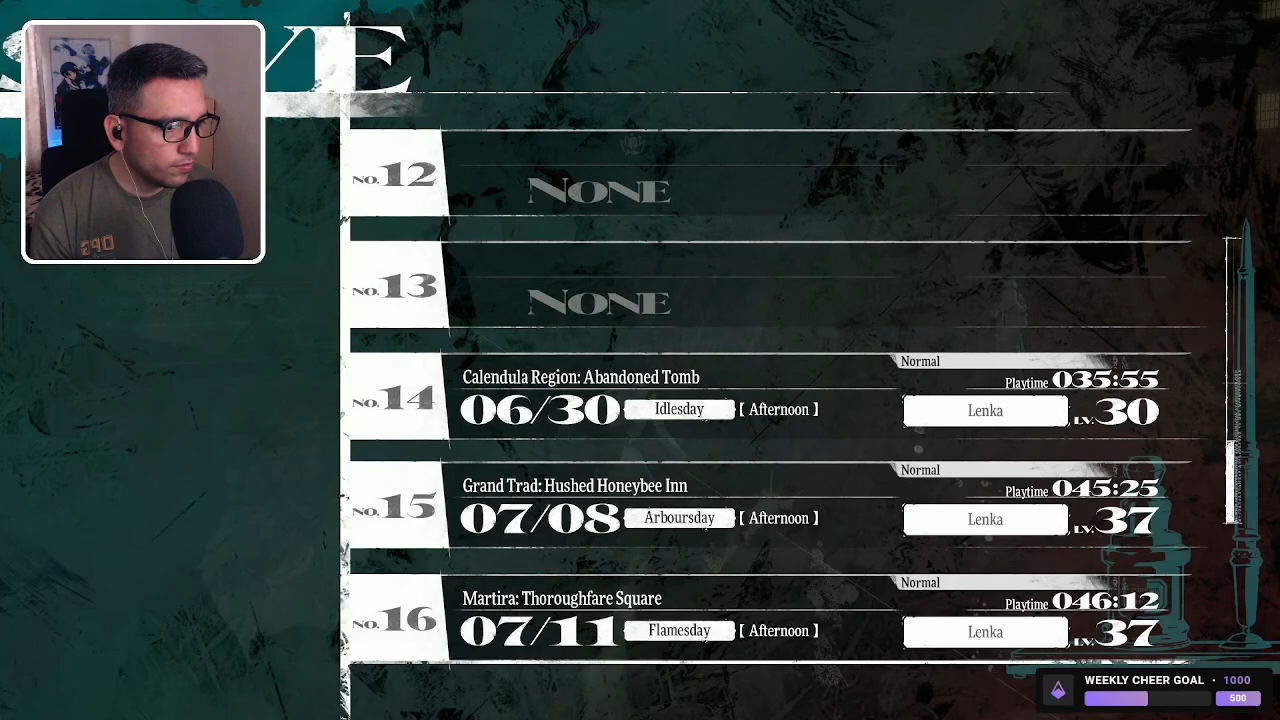 No.12
None
No.13
None
No.14
Calendula Region: Abandoned Tomb
Normal
Playtime 035:55
06/30 Idlesday [ Afternoon ]
Lenka
Lv.30
No.15
Grand Trad: Hushed Honeybee Inn
Normal
Playtime 045:25
07/08 Arboursday [ Afternoon ]
Lenka
Lv.37
No.16
Martira: Thoroughfare Square
Normal
Playtime 046:12
07/11 Flamesday [ Afternoon ]
Lenka
Lv.37
WEEKLY CHEER GOAL · 1000
500